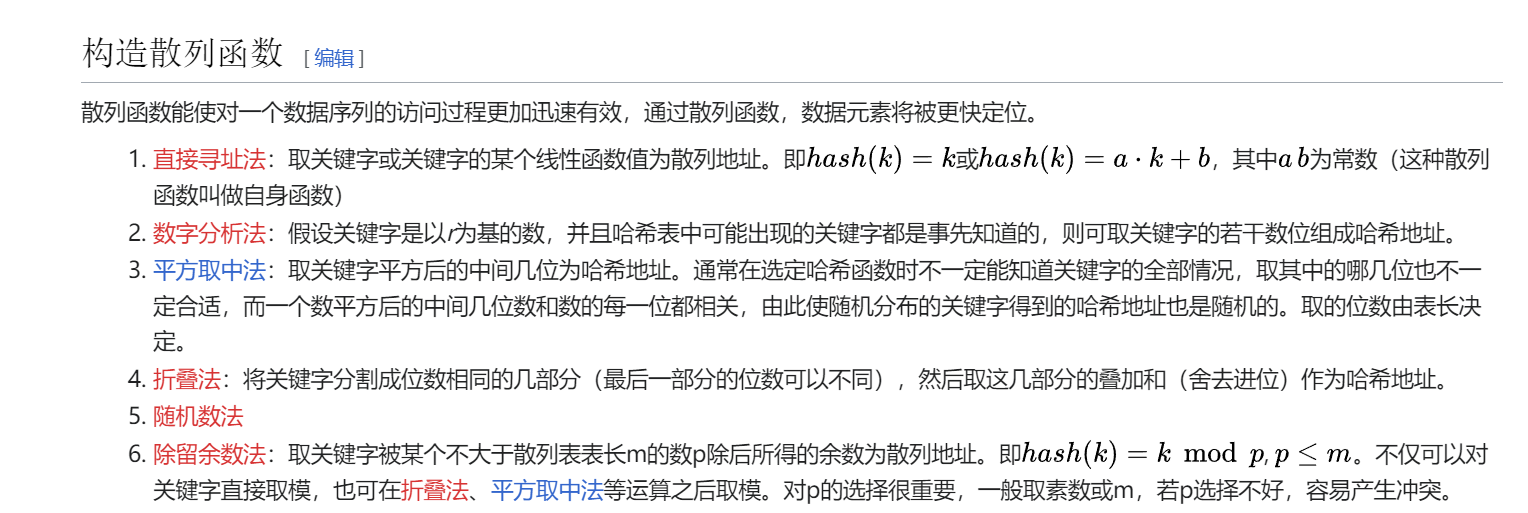 构造散列函数 [编辑]
散列函数能使对一个数据序列的访问过程更加迅速有效，通过散列函数，数据元素将被更快定位。
1. 直接寻址法：取关键字或关键字的某个线性函数值为散列地址。即hash(k) = k或hash(k) = a · k + b，其中a b为常数（这种散列
函数叫做自身函数）
2. 数字分析法：假设关键字是以r为基的数，并且哈希表中可能出现的关键字都是事先知道的，则可取关键字的若干数位组成哈希地址。
3. 平方取中法：取关键字平方后的中间几位为哈希地址。通常在选定哈希函数时不一定能知道关键字的全部情况，取其中的哪几位也不一
定合适，而一个数平方后的中间几位数和数的每一位都相关，由此使随机分布的关键字得到的哈希地址也是随机的。取的位数由表长决
定。
4. 折叠法：将关键字分割成位数相同的几部分（最后一部分的位数可以不同），然后取这几部分的叠加和（舍去进位）作为哈希地址。
5. 随机数法
6. 除留余数法：取关键字被某个不大于散列表表长m的数p除后所得的余数为散列地址。即hash(k) = k mod p, p ≤ m。不仅可以对
关键字直接取模，也可在折叠法、平方取中法等运算之后取模。对p的选择很重要，一般取素数或m，若p选择不好，容易产生冲突。